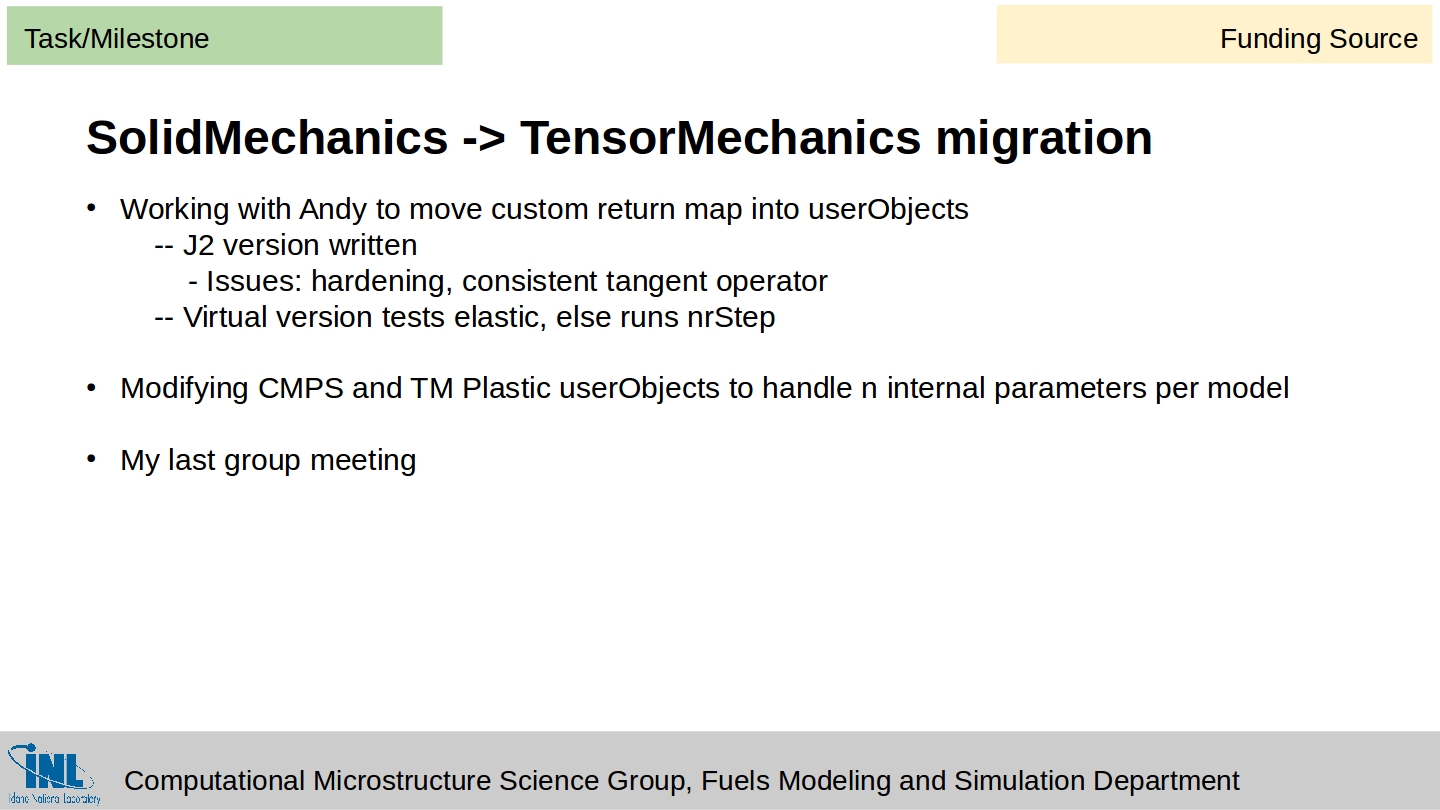 Task/Milestone
Funding Source
SolidMechanics -> TensorMechanics migration
• Working with Andy to move custom return map into userObjects
-- J2 version written
- Issues: hardening, consistent tangent operator
-- Virtual version tests elastic, else runs nrStep
• Modifying CMPS and TM Plastic userObjects to handle n internal parameters per model
• My last group meeting
INL
Idaho National Laboratory
Computational Microstructure Science Group, Fuels Modeling and Simulation Department